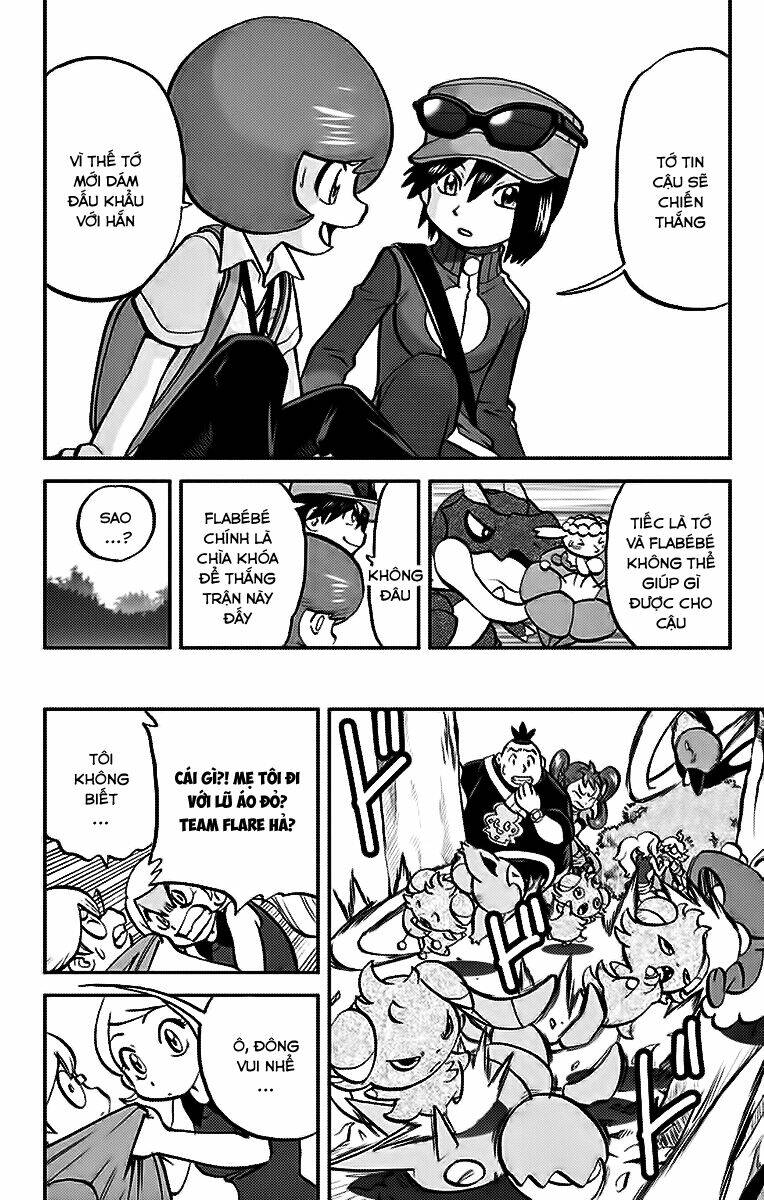 TỚ TIN
CẬU SẼ
CHIẾN
THẮNG
VÌ THẾ TỚ
MỚI DÁM
ĐẤU KHẨU
VỚI HẮN
TIẾC LÀ TỚ
VÀ FLABÉBÉ
KHÔNG THỂ
GIÚP GÌ
ĐƯỢC CHO
CẬU
KHÔNG
ĐÂU
FLABÉBÉ
CHÍNH LÀ
CHÌA KHÓA
ĐỂ THẮNG
TRẬN NÀY
ĐẤY
SAO
...?
ド
ド
ド
CÁI GÌ?! MẸ TÔI ĐI
VỚI LŨ ÁO ĐỎ?
TEAM FLARE HẢ?
TÔI
KHÔNG
BIẾT
...
Ô, ĐÔNG
VUI NHỂ
...